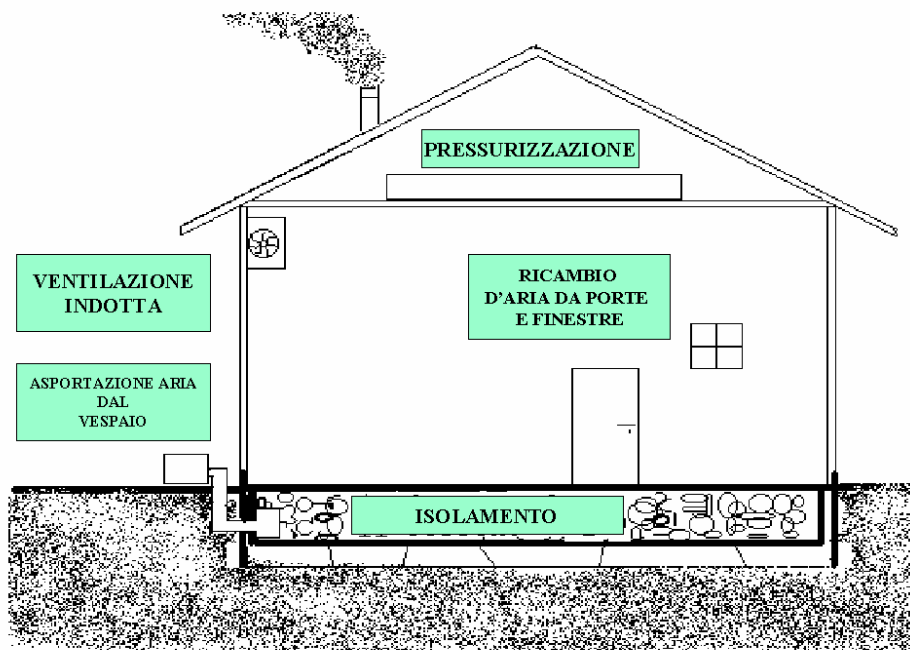 PRESSURIZZAZIONE
VENTILAZIONE
INDOTTA
RICAMBIO
D'ARIA DA PORTE
E FINESTRE
ASPORTAZIONE ARIA
DAL
VESPAIO
ISOLAMENTO